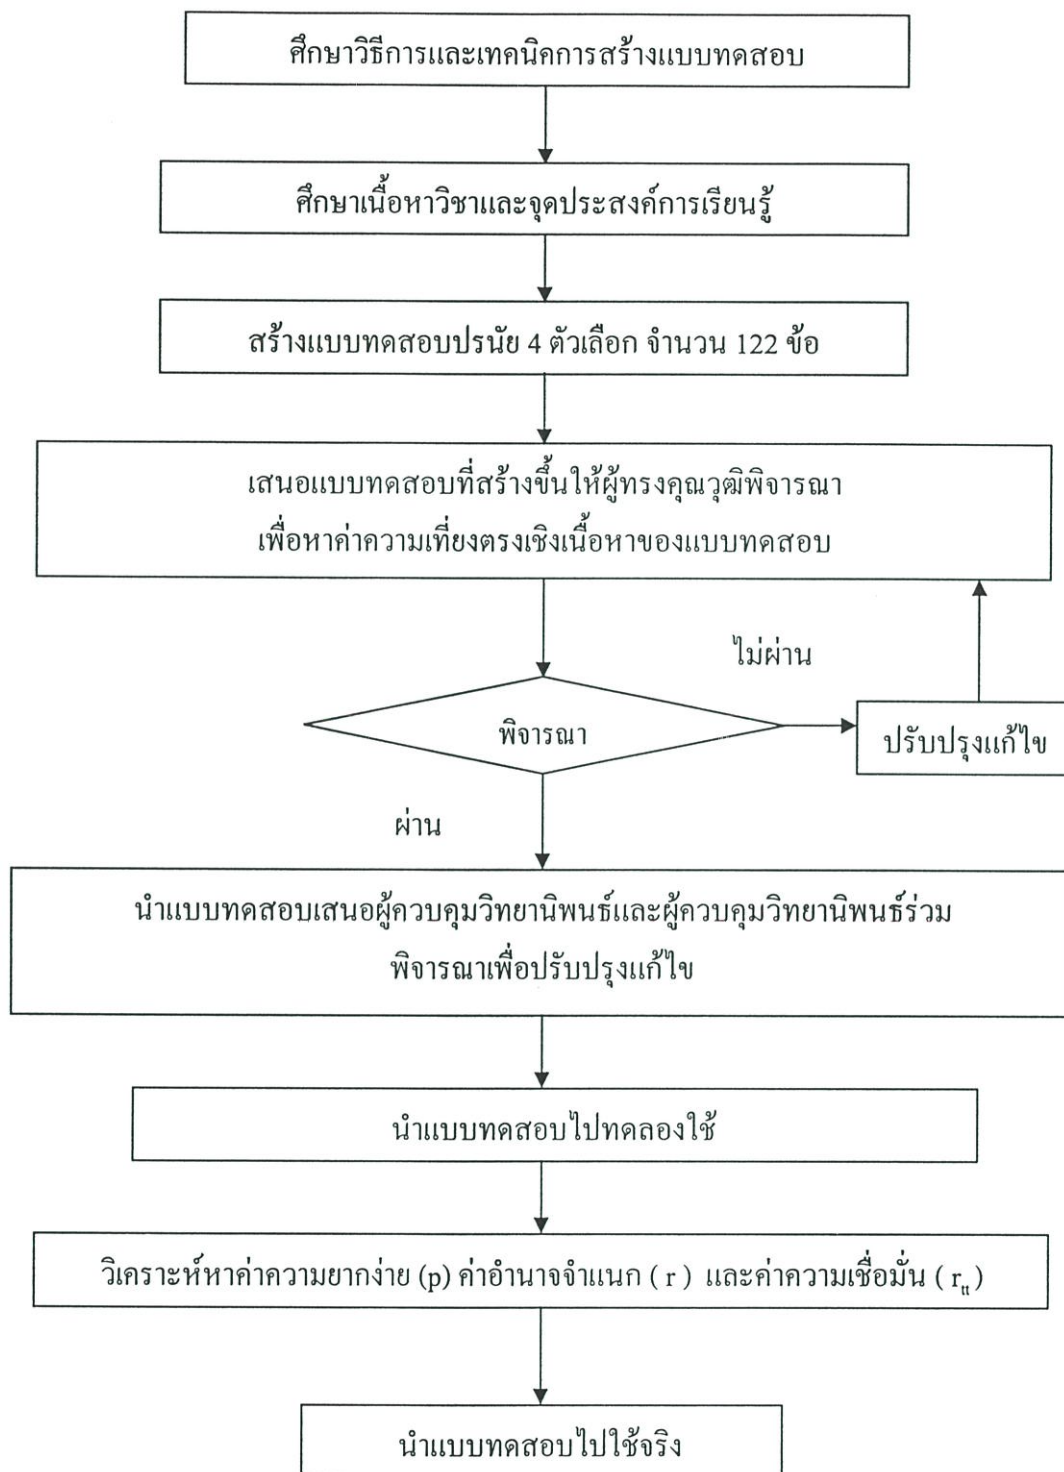 ศึกษาวิธีการและเทคนิคการสร้างแบบทดสอบ
ศึกษาเนื้อหาวิชาและจุดประสงค์การเรียนรู้
สร้างแบบทดสอบปรนัย 4 ตัวเลือก จำนวน 122 ข้อ
เสนอแบบทดสอบที่สร้างขึ้นให้ผู้ทรงคุณวุฒิพิจารณา
เพื่อหาค่าความเที่ยงตรงเชิงเนื้อหาของแบบทดสอบ
ไม่ผ่าน
พิจารณา
ปรับปรุงแก้ไข
ผ่าน
นำแบบทดสอบเสนอผู้ควบคุมวิทยานิพนธ์และผู้ควบคุมวิทยานิพนธ์ร่วม
พิจารณาเพื่อปรับปรุงแก้ไข
นำแบบทดสอบไปทดลองใช้
วิเคราะห์หาค่าความยากง่าย (p) ค่าอำนาจจำแนก ( r ) และค่าความเชื่อมั่น ( r_tt )
นำแบบทดสอบไปใช้จริง